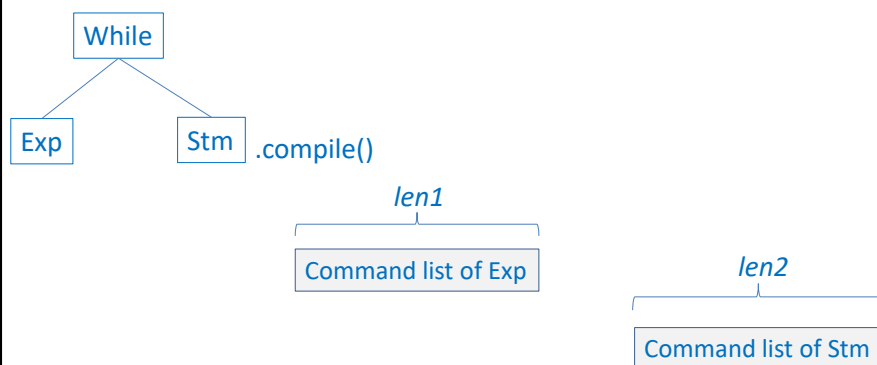 While
Exp
Stm .compile()
len1
Command list of Exp
len2
Command list of Stm